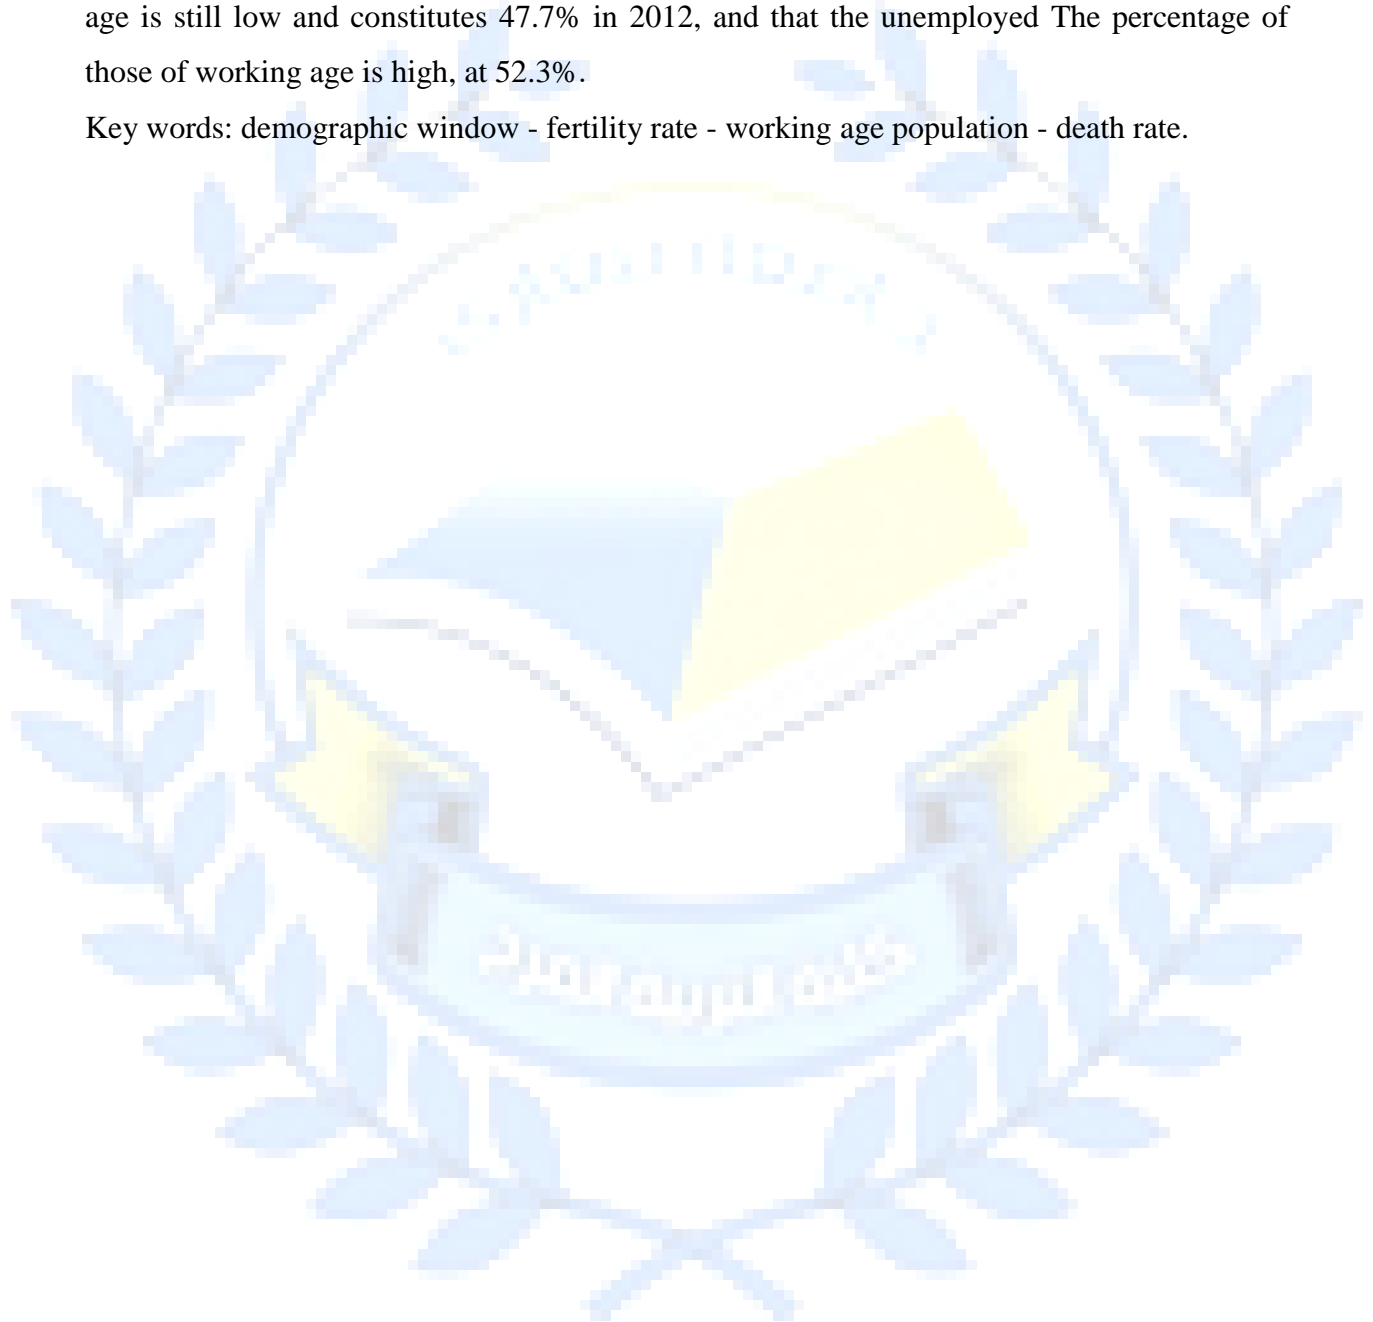 age is still low and constitutes 47.7% in 2012, and that the unemployed The percentage of
those of working age is high, at 52.3%.
Key words: demographic window - fertility rate - working age population - death rate.